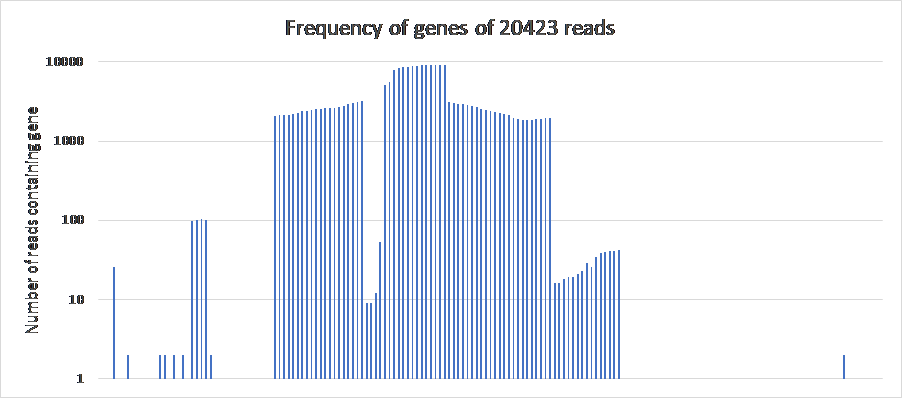 Frequency of genes of 20423 reads
Number of reads containing gene
10000
1000
100
10
1